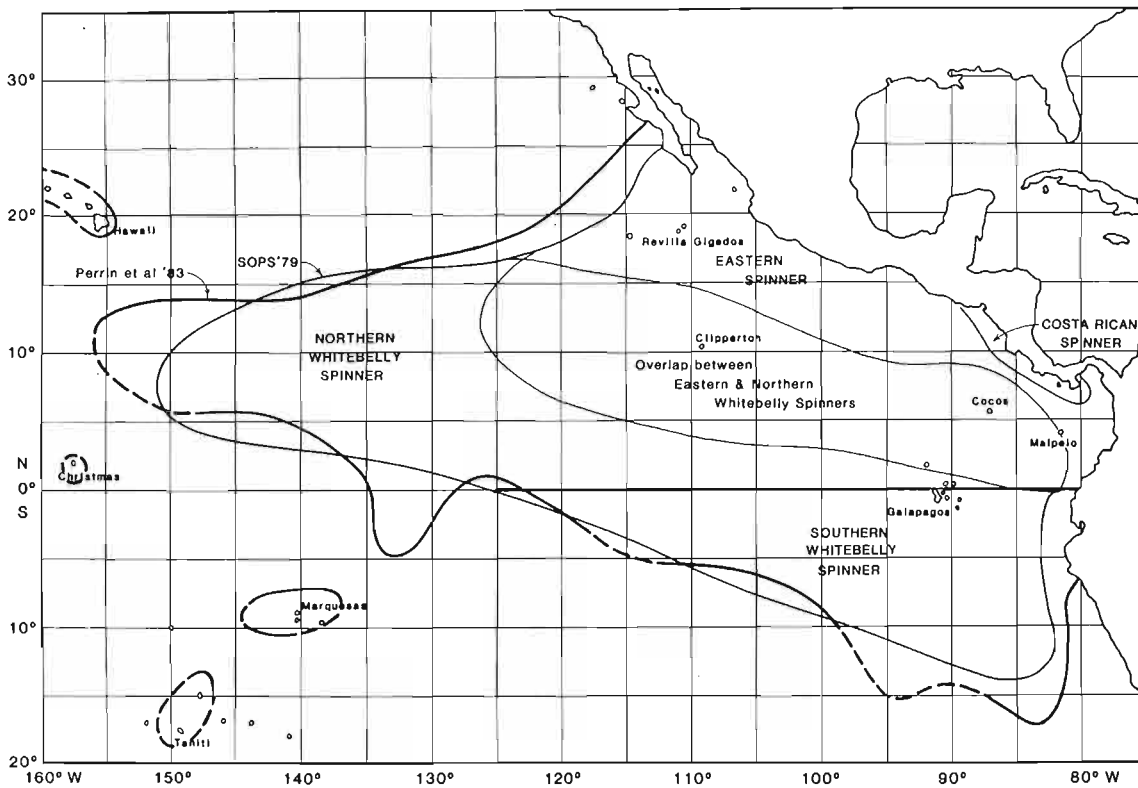 30°
20°
10°
N
0°
S
10°
20°
160° W
150°
140°
130°
120°
110°
100°
90°
80° W
Hawaii
Perrin et al '83
SOPS'79
Revilla Gigedos
EASTERN
SPINNER
NORTHERN
WHITEBELLY
SPINNER
Clipperton
Overlap between
Eastern & Northern
Whitebelly Spinners
COSTA RICAN
SPINNER
Cocos
Malpelo
Christmas
Galapagos
SOUTHERN
WHITEBELLY
SPINNER
Marquesas
Tahiti